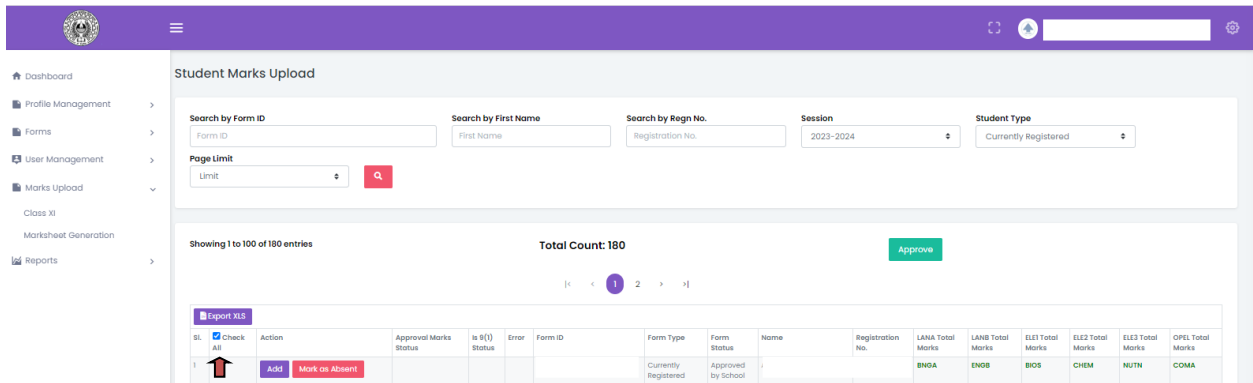 Dashboard
Profile Management
Forms
User Management
Marks Upload
Class XI
Marksheet Generation
Reports
Student Marks Upload
Search by Form ID Search by First Name Search by Regn No. Session Student Type
Form ID First Name Registration No. 2023-2024 Currently Registered
Page Limit
Limit
Showing 1 to 100 of 180 entries Total Count: 180 Approve
|< < 1 2 > >|
Export XLS
Sl. Check All Action Approval Marks Status Is 9(1) Status Error Form ID Form Type Form Status Name Registration No. LANA Total Marks LANB Total Marks ELE1 Total Marks ELE2 Total Marks ELE3 Total Marks OPEL Total Marks
1 Add Mark as Absent Currently Registered Approved by School BNGA ENGB BIOS CHEM NUTN COMA